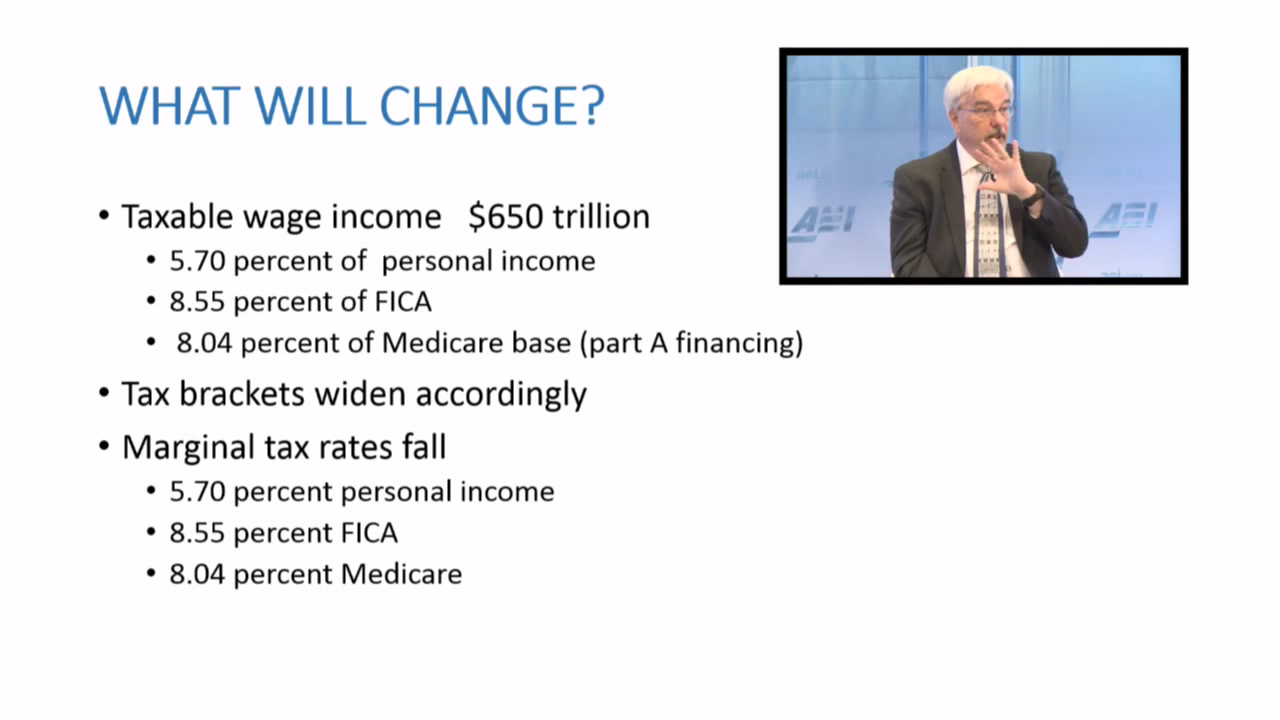 WHAT WILL CHANGE?
• Taxable wage income $650 trillion
• 5.70 percent of personal income
• 8.55 percent of FICA
• 8.04 percent of Medicare base (part A financing)
• Tax brackets widen accordingly
• Marginal tax rates fall
• 5.70 percent personal income
• 8.55 percent FICA
• 8.04 percent Medicare
AEI
AEI